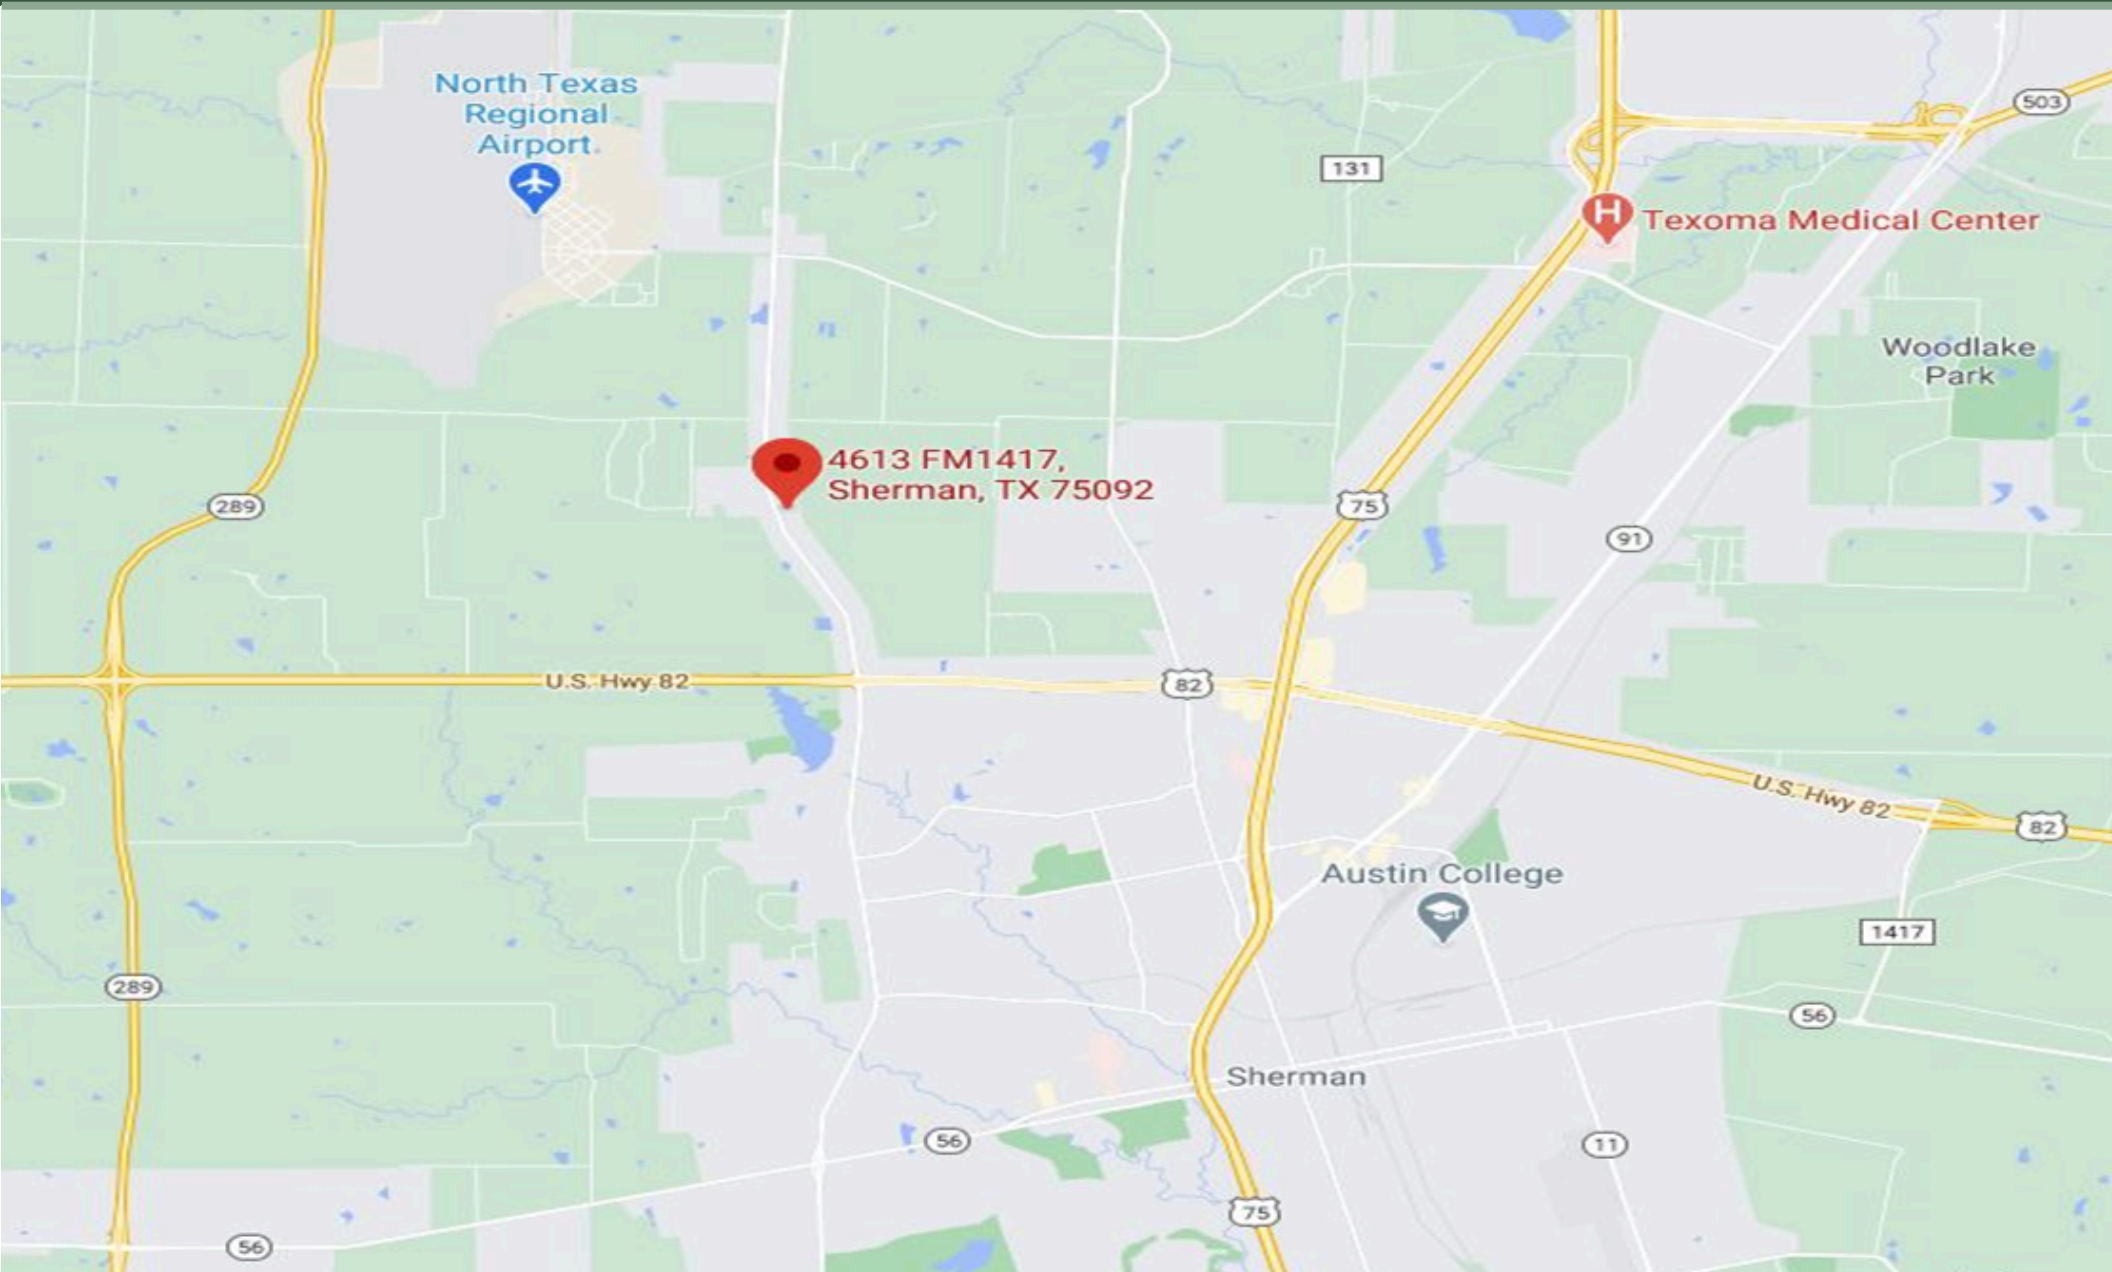 North Texas
Regional
Airport
503
131
Texoma Medical Center
Woodlake
Park
4613 FM1417,
Sherman, TX 75092
289
75
91
U.S. Hwy 82
82
U.S. Hwy 82
82
Austin College
1417
289
56
Sherman
56
11
75
56